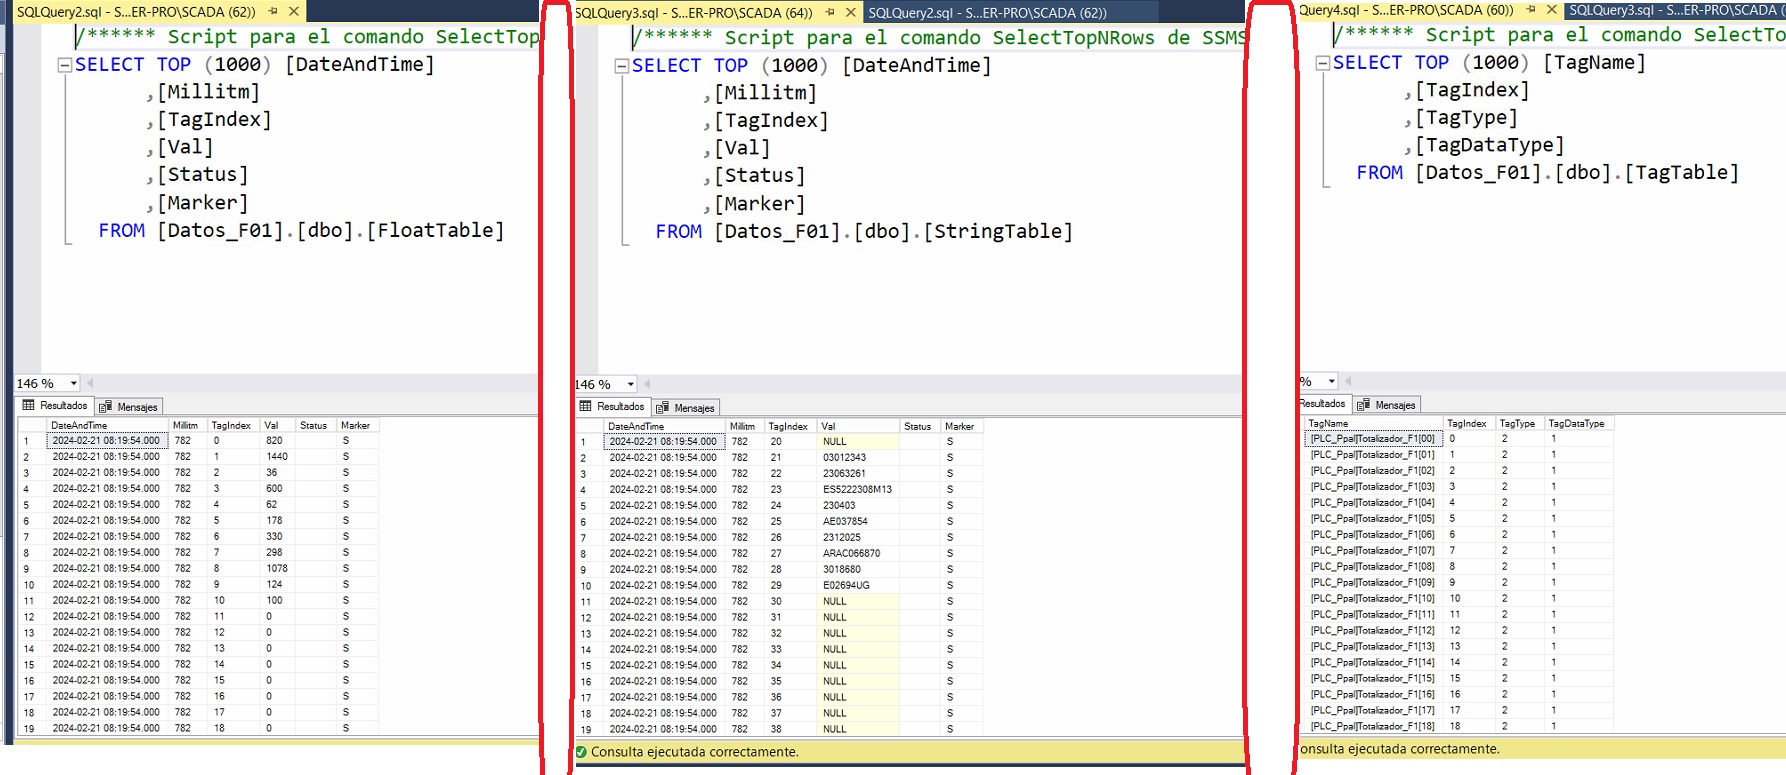 SQLQuery2.sql - S...ER-PRO\SCADA (62))
/****** Script para el comando SelectTop
SELECT TOP (1000) [DateAndTime]
,[Millitm]
,[TagIndex]
,[Val]
,[Status]
,[Marker]
FROM [Datos_F01].[dbo].[FloatTable]
146 %
Resultados Mensajes
DateAndTime Millitm TagIndex Val Status Marker
1 2024-02-21 08:19:54.000 782 0 820 S
2 2024-02-21 08:19:54.000 782 1 1440 S
3 2024-02-21 08:19:54.000 782 2 36 S
4 2024-02-21 08:19:54.000 782 3 600 S
5 2024-02-21 08:19:54.000 782 4 62 S
6 2024-02-21 08:19:54.000 782 5 178 S
7 2024-02-21 08:19:54.000 782 6 330 S
8 2024-02-21 08:19:54.000 782 7 298 S
9 2024-02-21 08:19:54.000 782 8 1078 S
10 2024-02-21 08:19:54.000 782 9 124 S
11 2024-02-21 08:19:54.000 782 10 100 S
12 2024-02-21 08:19:54.000 782 11 0 S
13 2024-02-21 08:19:54.000 782 12 0 S
14 2024-02-21 08:19:54.000 782 13 0 S
15 2024-02-21 08:19:54.000 782 14 0 S
16 2024-02-21 08:19:54.000 782 15 0 S
17 2024-02-21 08:19:54.000 782 16 0 S
18 2024-02-21 08:19:54.000 782 17 0 S
19 2024-02-21 08:19:54.000 782 18 0 S
SQLQuery3.sql - S...ER-PRO\SCADA (64)) SQLQuery2.sql - S...ER-PRO\SCADA (62))
/****** Script para el comando SelectTopNRows de SSMS
SELECT TOP (1000) [DateAndTime]
,[Millitm]
,[TagIndex]
,[Val]
,[Status]
,[Marker]
FROM [Datos_F01].[dbo].[StringTable]
146 %
Resultados Mensajes
DateAndTime Millitm TagIndex Val Status Marker
1 2024-02-21 08:19:54.000 782 20 NULL S
2 2024-02-21 08:19:54.000 782 21 03012343 S
3 2024-02-21 08:19:54.000 782 22 23063261 S
4 2024-02-21 08:19:54.000 782 23 ES5222308M13 S
5 2024-02-21 08:19:54.000 782 24 230403 S
6 2024-02-21 08:19:54.000 782 25 AE037854 S
7 2024-02-21 08:19:54.000 782 26 2312025 S
8 2024-02-21 08:19:54.000 782 27 ARAC066870 S
9 2024-02-21 08:19:54.000 782 28 3018680 S
10 2024-02-21 08:19:54.000 782 29 E02694UG S
11 2024-02-21 08:19:54.000 782 30 NULL S
12 2024-02-21 08:19:54.000 782 31 NULL S
13 2024-02-21 08:19:54.000 782 32 NULL S
14 2024-02-21 08:19:54.000 782 33 NULL S
15 2024-02-21 08:19:54.000 782 34 NULL S
16 2024-02-21 08:19:54.000 782 35 NULL S
17 2024-02-21 08:19:54.000 782 36 NULL S
18 2024-02-21 08:19:54.000 782 37 NULL S
19 2024-02-21 08:19:54.000 782 38 NULL S
Consulta ejecutada correctamente.
Query4.sql - S...ER-PRO\SCADA (60)) SQLQuery3.sql - S...ER-PRO\SCADA (
/****** Script para el comando SelectTo
SELECT TOP (1000) [TagName]
,[TagIndex]
,[TagType]
,[TagDataType]
FROM [Datos_F01].[dbo].[TagTable]
%
Resultados Mensajes
TagName TagIndex TagType TagDataType
[PLC_Ppal]Totalizador_F1[00] 0 2 1
[PLC_Ppal]Totalizador_F1[01] 1 2 1
[PLC_Ppal]Totalizador_F1[02] 2 2 1
[PLC_Ppal]Totalizador_F1[03] 3 2 1
[PLC_Ppal]Totalizador_F1[04] 4 2 1
[PLC_Ppal]Totalizador_F1[05] 5 2 1
[PLC_Ppal]Totalizador_F1[06] 6 2 1
[PLC_Ppal]Totalizador_F1[07] 7 2 1
[PLC_Ppal]Totalizador_F1[08] 8 2 1
[PLC_Ppal]Totalizador_F1[09] 9 2 1
[PLC_Ppal]Totalizador_F1[10] 10 2 1
[PLC_Ppal]Totalizador_F1[11] 11 2 1
[PLC_Ppal]Totalizador_F1[12] 12 2 1
[PLC_Ppal]Totalizador_F1[13] 13 2 1
[PLC_Ppal]Totalizador_F1[14] 14 2 1
[PLC_Ppal]Totalizador_F1[15] 15 2 1
[PLC_Ppal]Totalizador_F1[16] 16 2 1
[PLC_Ppal]Totalizador_F1[17] 17 2 1
[PLC_Ppal]Totalizador_F1[18] 18 2 1
onsulta ejecutada correctamente.